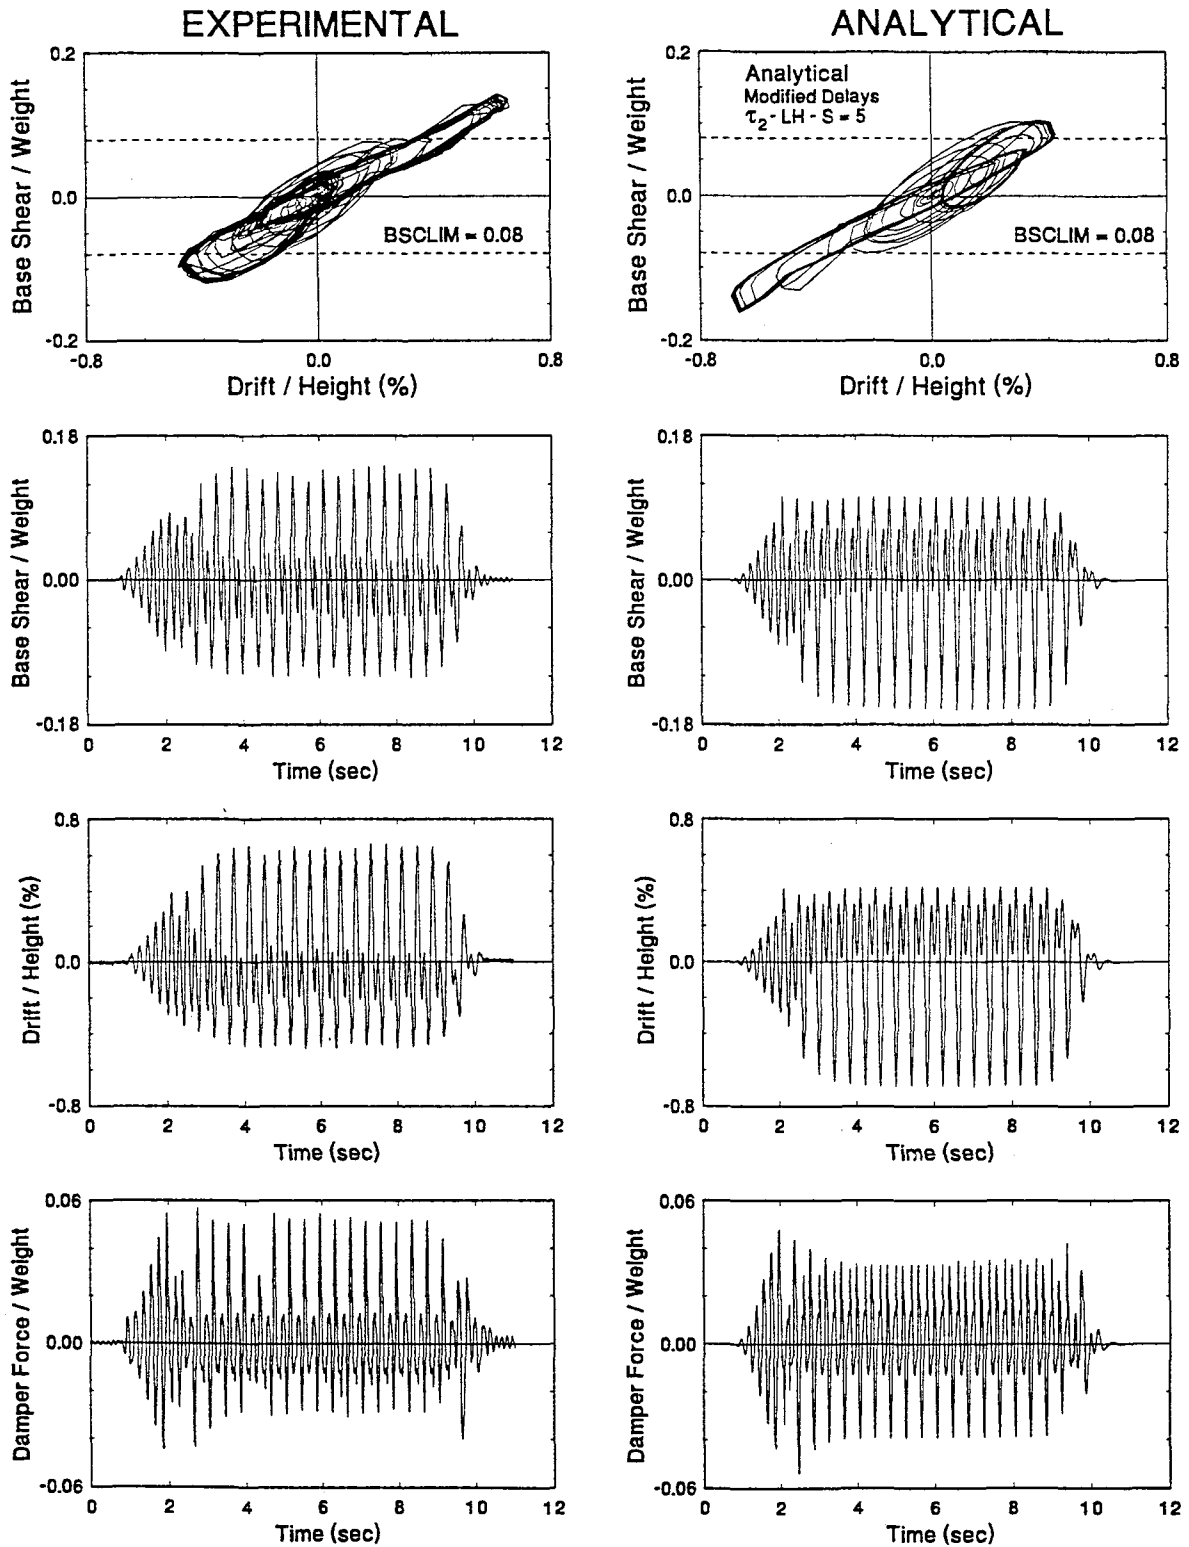 EXPERIMENTAL
Base Shear / Weight
0.2
0.0
-0.2
BSCLIM = 0.08
-0.8
0.0
0.8
Drift / Height (%)
ANALYTICAL
Base Shear / Weight
0.2
0.0
-0.2
Analytical
Modified Delays
τ2 - LH - S = 5
BSCLIM = 0.08
-0.8
0.0
0.8
Drift / Height (%)
Base Shear / Weight
0.18
0.00
-0.18
0 2 4 6 8 10 12
Time (sec)
Base Shear / Weight
0.18
0.00
-0.18
0 2 4 6 8 10 12
Time (sec)
Drift / Height (%)
0.8
0.0
-0.8
0 2 4 6 8 10 12
Time (sec)
Drift / Height (%)
0.8
0.0
-0.8
0 2 4 6 8 10 12
Time (sec)
Damper Force / Weight
0.06
0.00
-0.06
0 2 4 6 8 10 12
Time (sec)
Damper Force / Weight
0.06
0.00
-0.06
0 2 4 6 8 10 12
Time (sec)